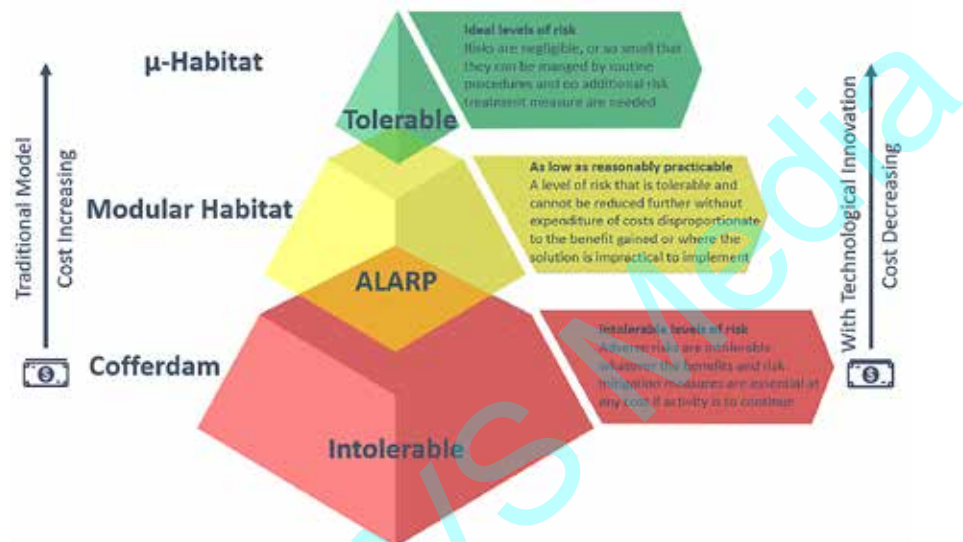 µ-Habitat
Modular Habitat
Cofferdam
Traditional Model
Cost Increasing
Tolerable
ALARP
Intolerable
Ideal levels of risk
Risks are negligible, or so small that
they can be manged by routine
procedures and no additional risk
treatment measure are needed
As low as reasonably practicable
A level of risk that is tolerable and
cannot be reduced further without
expenditure of costs disproportionate
to the benefit gained or where the
solution is impractical to implement
Intolerable levels of risk
Adverse risks are intolerable
whatever the benefits and risk
mitigation measures are essential at
any cost if activity is to continue
With Technological Innovation
Cost Decreasing
$
$
VS Media